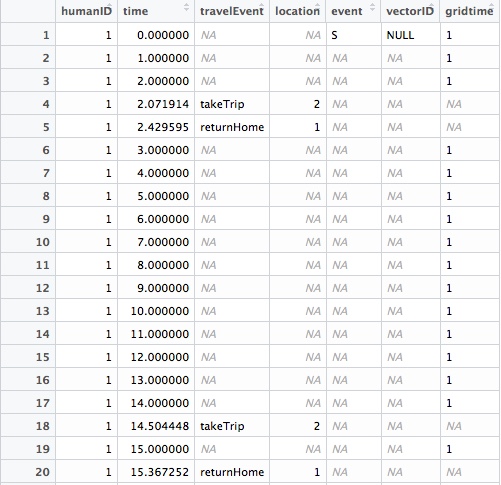 humanID time travelEvent location event vectorID gridtime
1 1 0.000000 NA NA S NULL 1
2 1 1.000000 NA NA NA NA 1
3 1 2.000000 NA NA NA NA 1
4 1 2.071914 takeTrip 2 NA NA NA
5 1 2.429595 returnHome 1 NA NA NA
6 1 3.000000 NA NA NA NA 1
7 1 4.000000 NA NA NA NA 1
8 1 5.000000 NA NA NA NA 1
9 1 6.000000 NA NA NA NA 1
10 1 7.000000 NA NA NA NA 1
11 1 8.000000 NA NA NA NA 1
12 1 9.000000 NA NA NA NA 1
13 1 10.000000 NA NA NA NA 1
14 1 11.000000 NA NA NA NA 1
15 1 12.000000 NA NA NA NA 1
16 1 13.000000 NA NA NA NA 1
17 1 14.000000 NA NA NA NA 1
18 1 14.504448 takeTrip 2 NA NA NA
19 1 15.000000 NA NA NA NA 1
20 1 15.367252 returnHome 1 NA NA NA